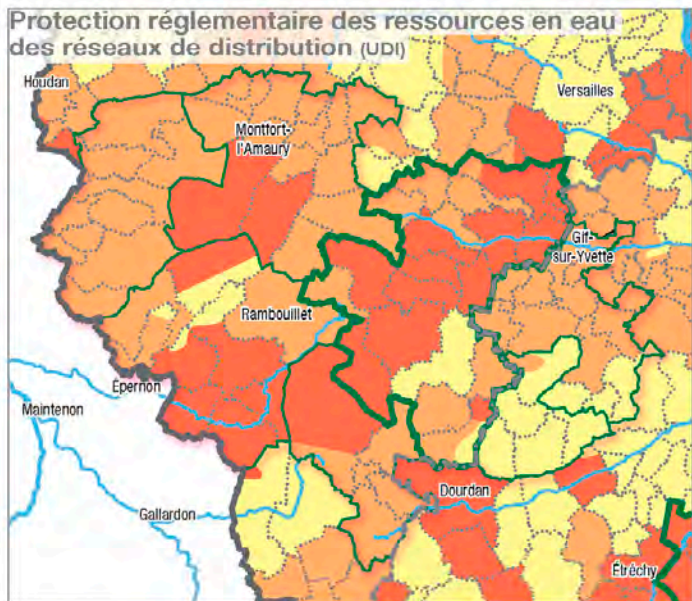 Protection réglementaire des ressources en eau
des réseaux de distribution (UDI)
Houdan
Versailles
Montfort-
l'Amaury
Gif-
sur-Yvette
Rambouillet
Épernon
Maintenon
Dourdan
Gallardon
Étréchy